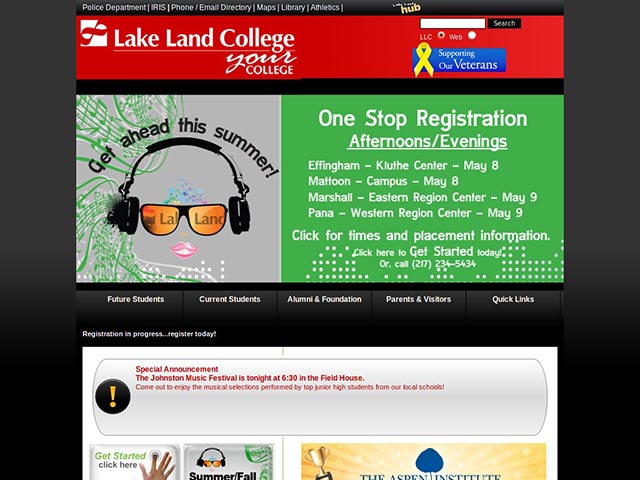 Police Department | IRIS | Phone / Email Directory | Maps | Library | Athletics |
hub
Search
LLC Web
Lake Land College
your
COLLEGE
Supporting
Our Veterans
Get ahead this summer!
Lake Land
One Stop Registration
Afternoons/Evenings
Effingham – Kluthe Center – May 8
Mattoon – Campus – May 8
Marshall – Eastern Region Center – May 9
Pana – Western Region Center – May 9
Click for times and placement information.
Click here to Get Started today!
Or, call (217) 234-5434
Future Students
Current Students
Alumni & Foundation
Parents & Visitors
Quick Links
Registration in progress...register today!
Special Announcement
The Johnston Music Festival is tonight at 6:30 in the Field House.
Come out to enjoy the musical selections performed by top junior high students from our local schools!
!
Get Started
click here
Summer/Fall
THE ASPEN INSTITUTE